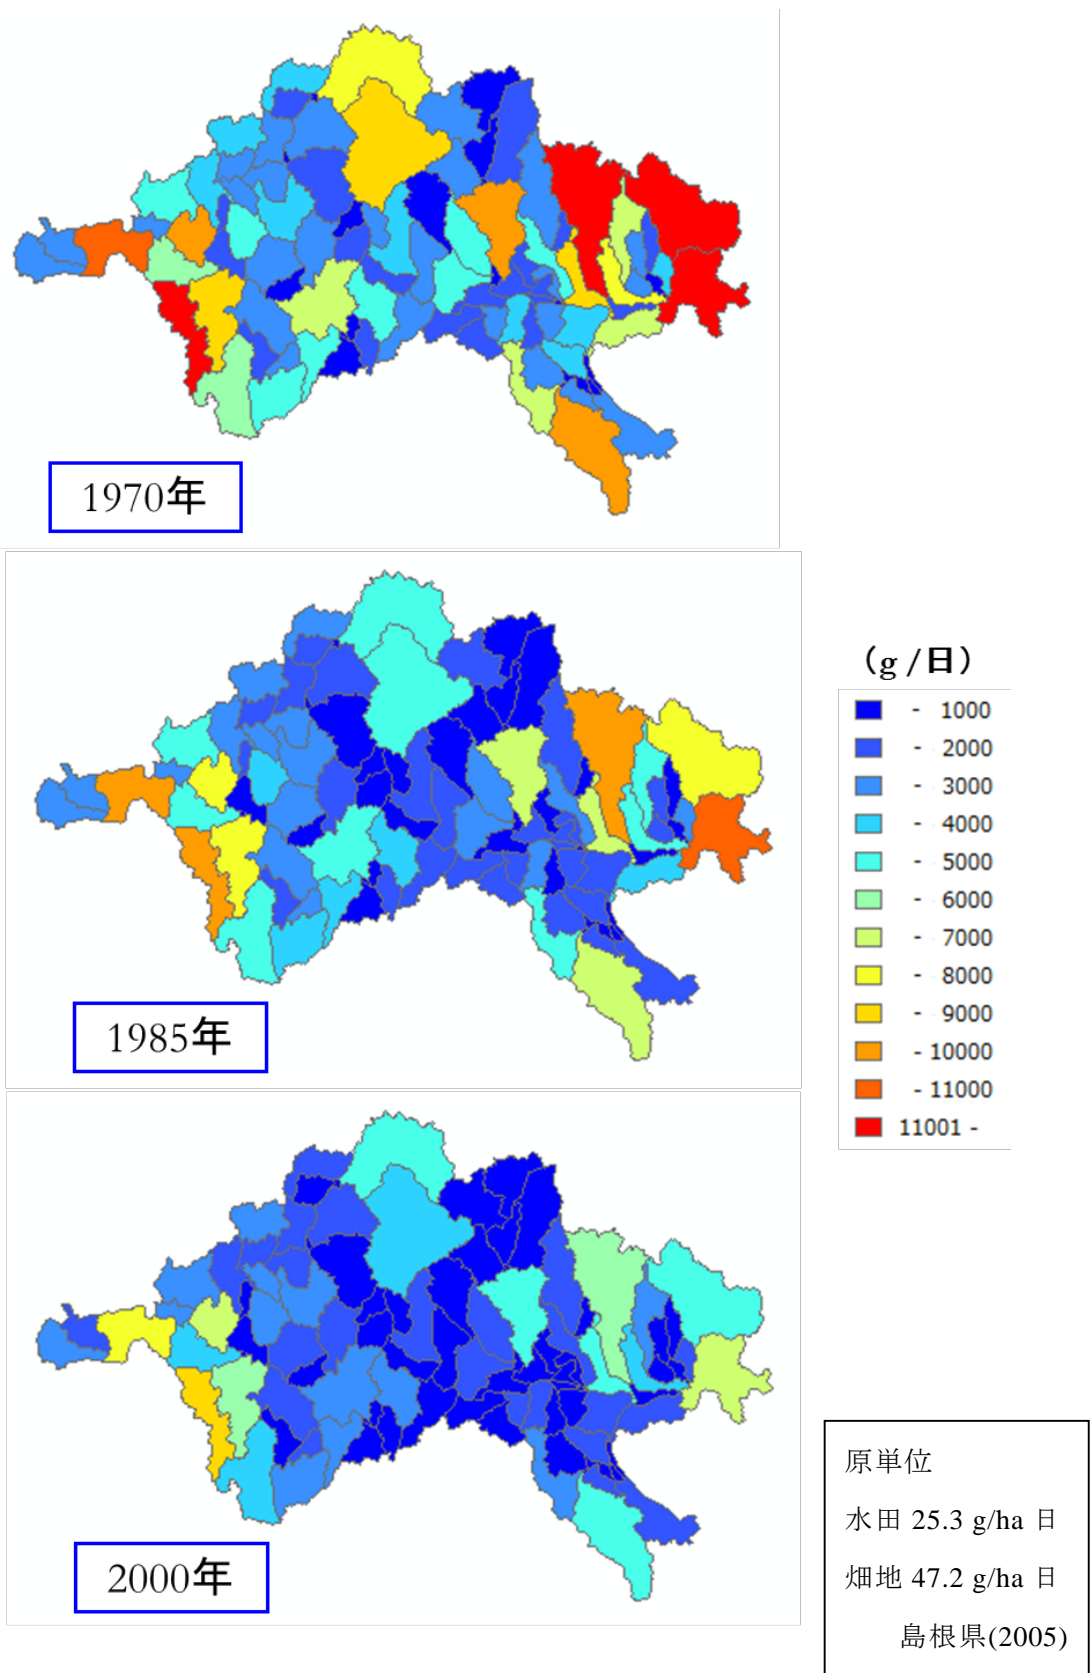 1970年
1985年
(g /日)
- 1000
- 2000
- 3000
- 4000
- 5000
- 6000
- 7000
- 8000
- 9000
- 10000
- 11000
11001 -
2000年
原単位
水田 25.3 g/ha 日
畑地 47.2 g/ha 日
島根県(2005)